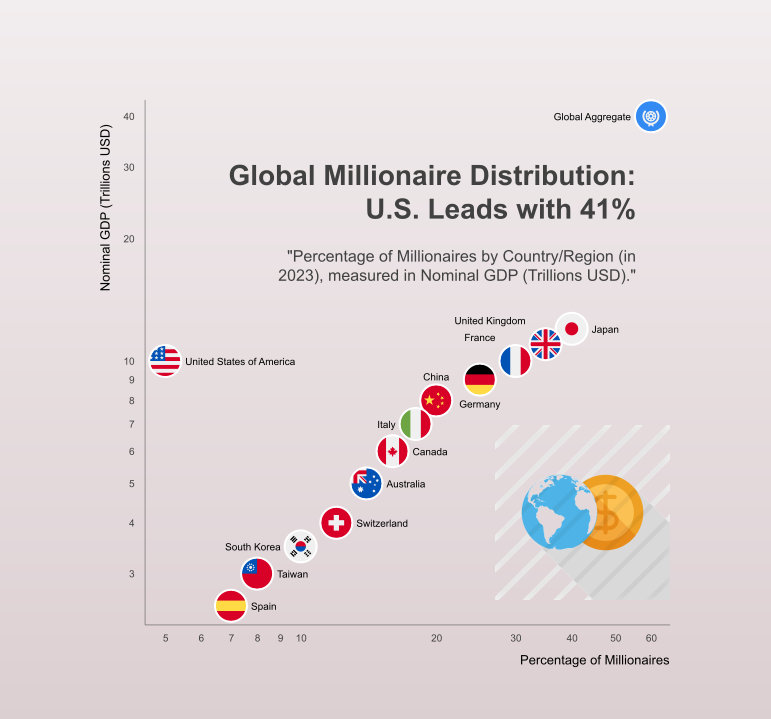 Global Aggregate
40
30
20
10
9
8
7
6
5
4
3
Nominal GDP (Trillions USD)
Global Millionaire Distribution:
U.S. Leads with 41%
"Percentage of Millionaires by Country/Region (in
2023), measured in Nominal GDP (Trillions USD)."
United Kingdom
Japan
France
United States of America
China
Germany
Italy
Canada
Australia
Switzerland
South Korea
Taiwan
Spain
$
5 6 7 8 9 10 20 30 40 50 60
Percentage of Millionaires